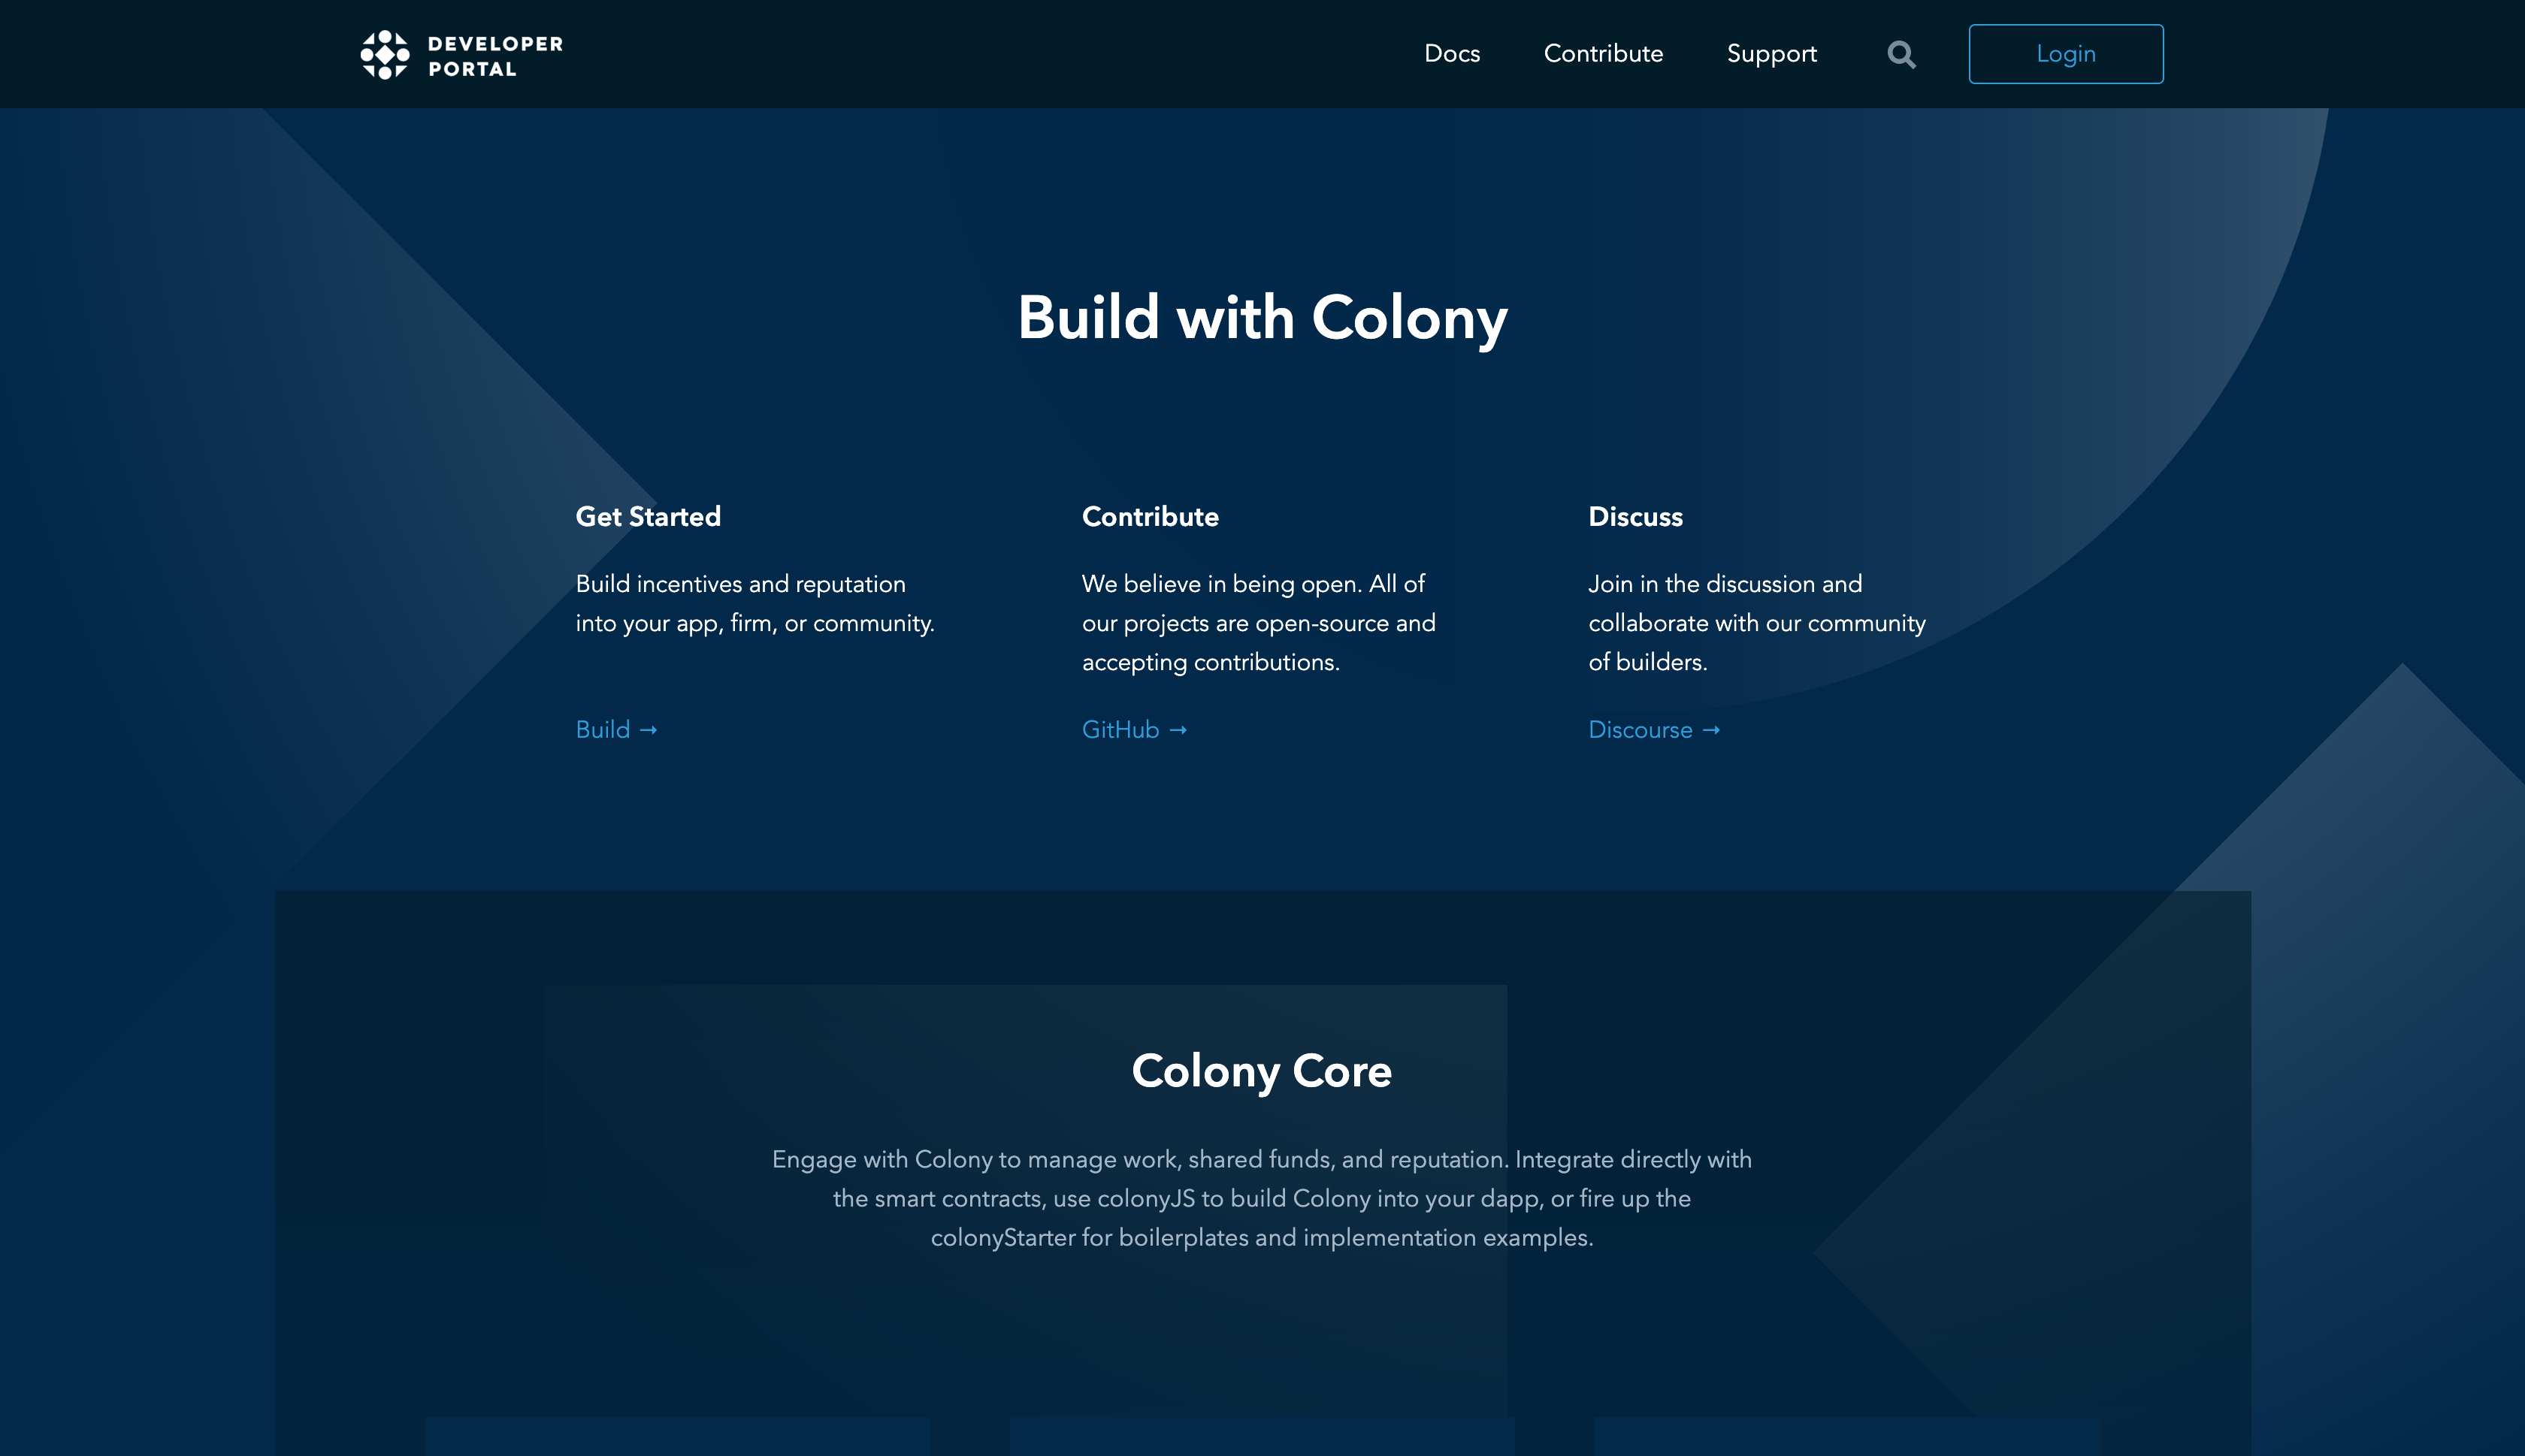 DEVELOPER
PORTAL
Docs Contribute Support Login
Build with Colony
Get Started
Build incentives and reputation
into your app, firm, or community.
Build →
Contribute
We believe in being open. All of
our projects are open-source and
accepting contributions.
GitHub →
Discuss
Join in the discussion and
collaborate with our community
of builders.
Discourse →
Colony Core
Engage with Colony to manage work, shared funds, and reputation. Integrate directly with
the smart contracts, use colonyJS to build Colony into your dapp, or fire up the
colonyStarter for boilerplates and implementation examples.